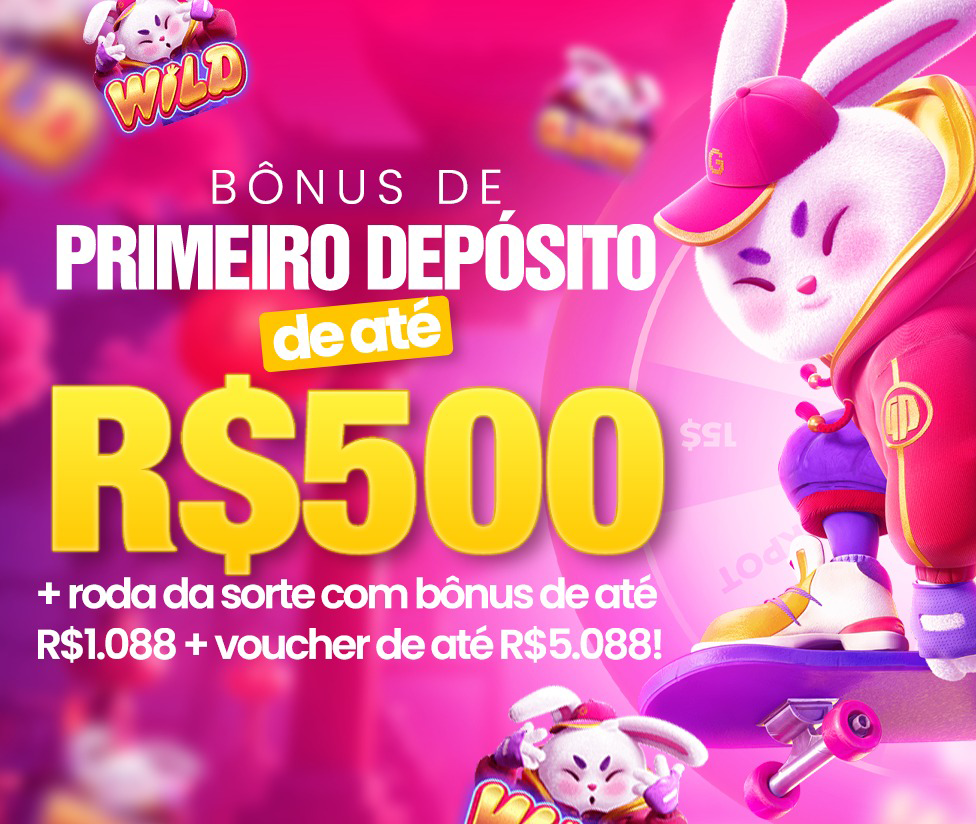 WILD
BÔNUS DE
PRIMEIRO DEPÓSITO
de até
R$500
15$
+ roda da sorte com bônus de até
R$1.088 + voucher de até R$5.088!
G